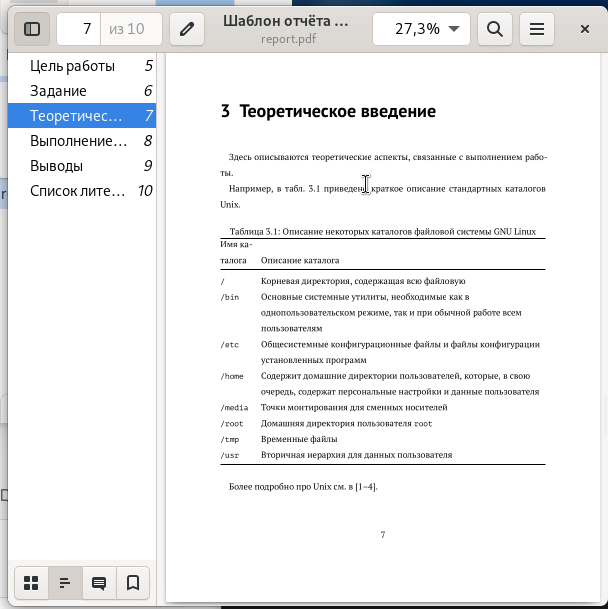 Шаблон отчёта ...
report.pdf
7 из 10
27,3%
Цель работы 5
Задание 6
Теоретичес... 7
Выполнение... 8
Выводы 9
Список лите... 10
3 Теоретическое введение
Здесь описываются теоретические аспекты, связанные с выполнением рабо-
ты.
Например, в табл. 3.1 приведено краткое описание стандартных каталогов
Unix.
Таблица 3.1: Описание некоторых каталогов файловой системы GNU Linux
Имя ка-
талога Описание каталога
/ Корневая директория, содержащая всю файловую
/bin Основные системные утилиты, необходимые как в
однопользовательском режиме, так и при обычной работе всем
пользователям
/etc Общесистемные конфигурационные файлы и файлы конфигурации
установленных программ
/home Содержит домашние директории пользователей, которые, в свою
очередь, содержат персональные настройки и данные пользователя
/media Точки монтирования для сменных носителей
/root Домашняя директория пользователя root
/tmp Временные файлы
/usr Вторичная иерархия для данных пользователя
Более подробно про Unix см. в [1–4].
7